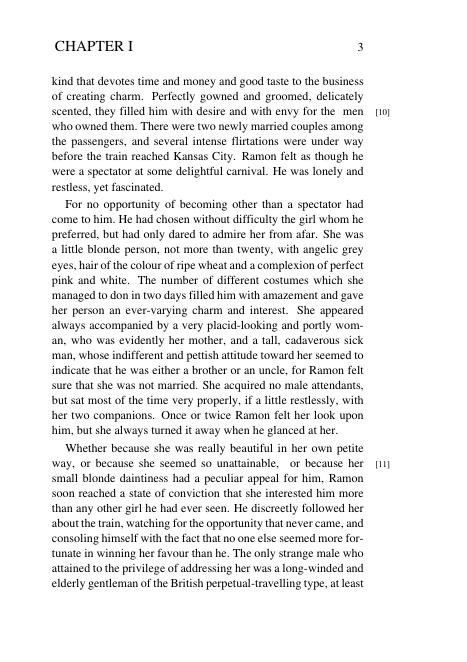 CHAPTER I 3
kind that devotes time and money and good taste to the business
of creating charm. Perfectly gowned and groomed, delicately
scented, they filled him with desire and with envy for the men [10]
who owned them. There were two newly married couples among
the passengers, and several intense flirtations were under way
before the train reached Kansas City. Ramon felt as though he
were a spectator at some delightful carnival. He was lonely and
restless, yet fascinated.
For no opportunity of becoming other than a spectator had
come to him. He had chosen without difficulty the girl whom he
preferred, but had only dared to admire her from afar. She was
a little blonde person, not more than twenty, with angelic grey
eyes, hair of the colour of ripe wheat and a complexion of perfect
pink and white. The number of different costumes which she
managed to don in two days filled him with amazement and gave
her person an ever-varying charm and interest. She appeared
always accompanied by a very placid-looking and portly wom-
an, who was evidently her mother, and a tall, cadaverous sick
man, whose indifferent and pettish attitude toward her seemed to
indicate that he was either a brother or an uncle, for Ramon felt
sure that she was not married. She acquired no male attendants,
but sat most of the time very properly, if a little restlessly, with
her two companions. Once or twice Ramon felt her look upon
him, but she always turned it away when he glanced at her.
Whether because she was really beautiful in her own petite
way, or because she seemed so unattainable, or because her [11]
small blonde daintiness had a peculiar appeal for him, Ramon
soon reached a state of conviction that she interested him more
than any other girl he had ever seen. He discreetly followed her
about the train, watching for the opportunity that never came, and
consoling himself with the fact that no one else seemed more for-
tunate in winning her favour than he. The only strange male who
attained to the privilege of addressing her was a long-winded and
elderly gentleman of the British perpetual-travelling type, at least